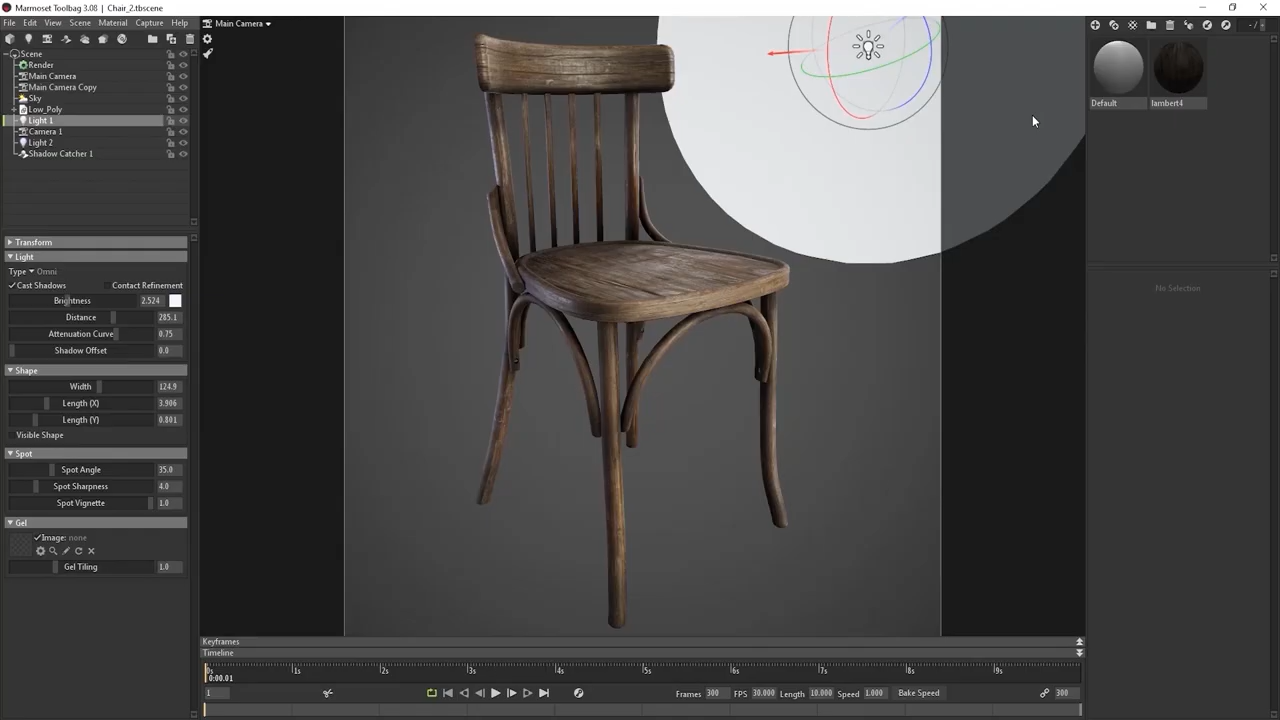 Marmoset Toolbag 3.08 | Chair_2.tbscene
File Edit View Scene Material Capture Help
Main Camera
- /
Scene
Render
Main Camera
Main Camera Copy
Sky
Low_Poly
Light 1
Camera 1
Light 2
Shadow Catcher 1
Transform
Light
Type Omni
Cast Shadows Contact Refinement
Brightness 2.524
Distance 285.1
Attenuation Curve 0.75
Shadow Offset 0.0
Shape
Width 124.9
Length (X) 3.906
Length (Y) 0.801
Visible Shape
Spot
Spot Angle 35.0
Spot Sharpness 4.0
Spot Vignette 1.0
Gel
Image: none
Gel Tiling 1.0
Default lambert4
No Selection
Keyframes
Timeline
0s 1s 2s 3s 4s 5s 6s 7s 8s 9s
0:00.01
1 Frames 300 FPS 30.000 Length 10.000 Speed 1.000 Bake Speed 300